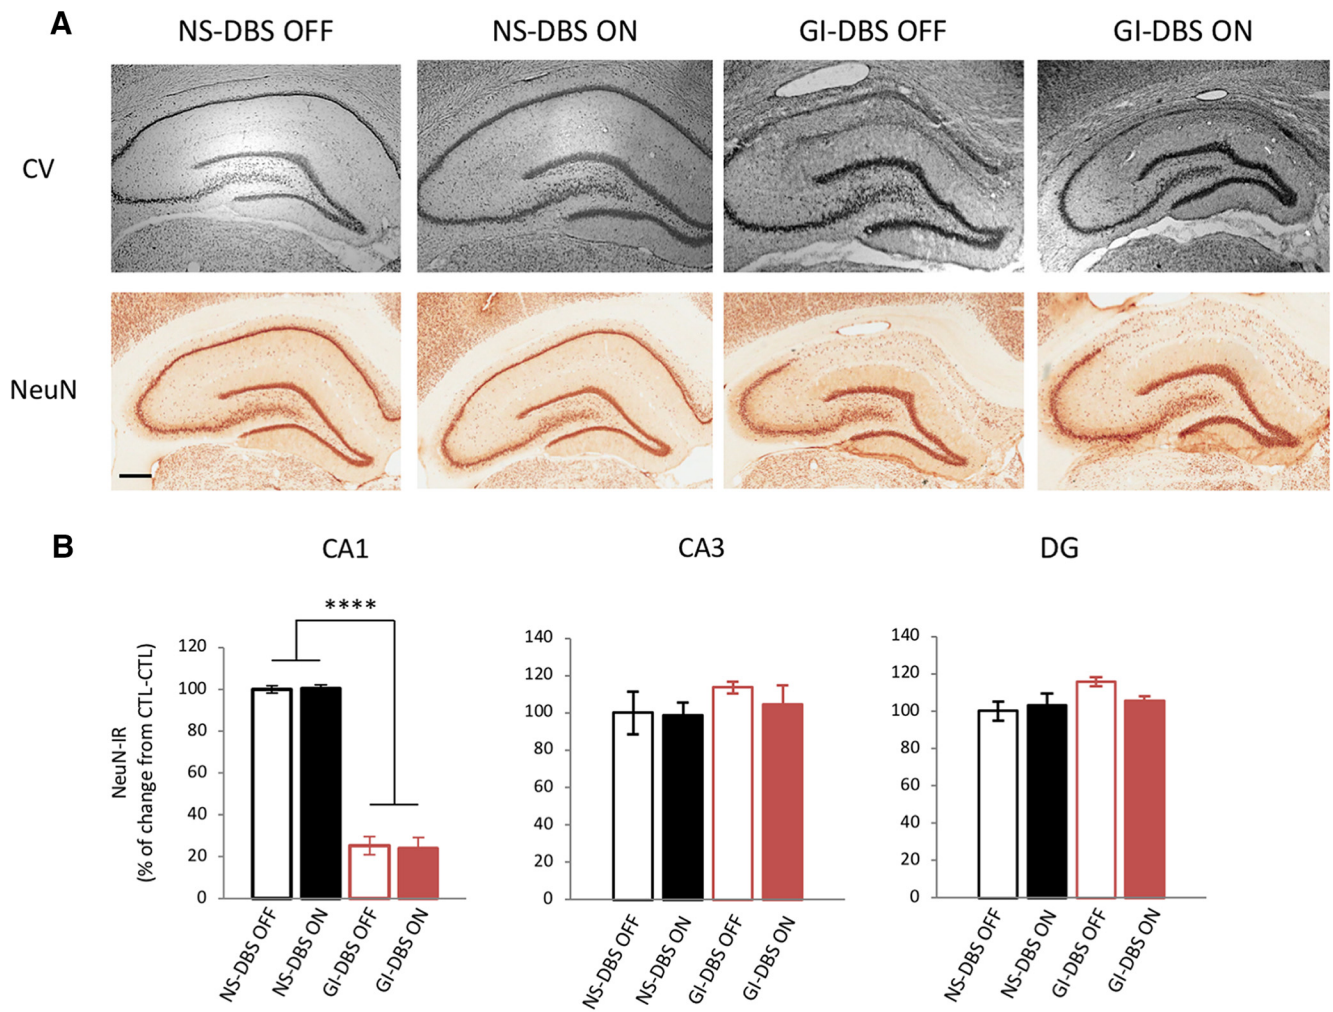 A
NS-DBS OFF
NS-DBS ON
GI-DBS OFF
GI-DBS ON
CV
NeuN
B
CA1
CA3
DG
NeuN-IR
(% of change from CTL-CTL)
****
120
100
80
60
40
20
0
NS-DBS OFF
NS-DBS ON
GI-DBS OFF
GI-DBS ON
140
120
100
80
60
40
20
0
NS-DBS OFF
NS-DBS ON
GI-DBS OFF
GI-DBS ON
140
120
100
80
60
40
20
0
NS-DBS OFF
NS-DBS ON
GI-DBS OFF
GI-DBS ON